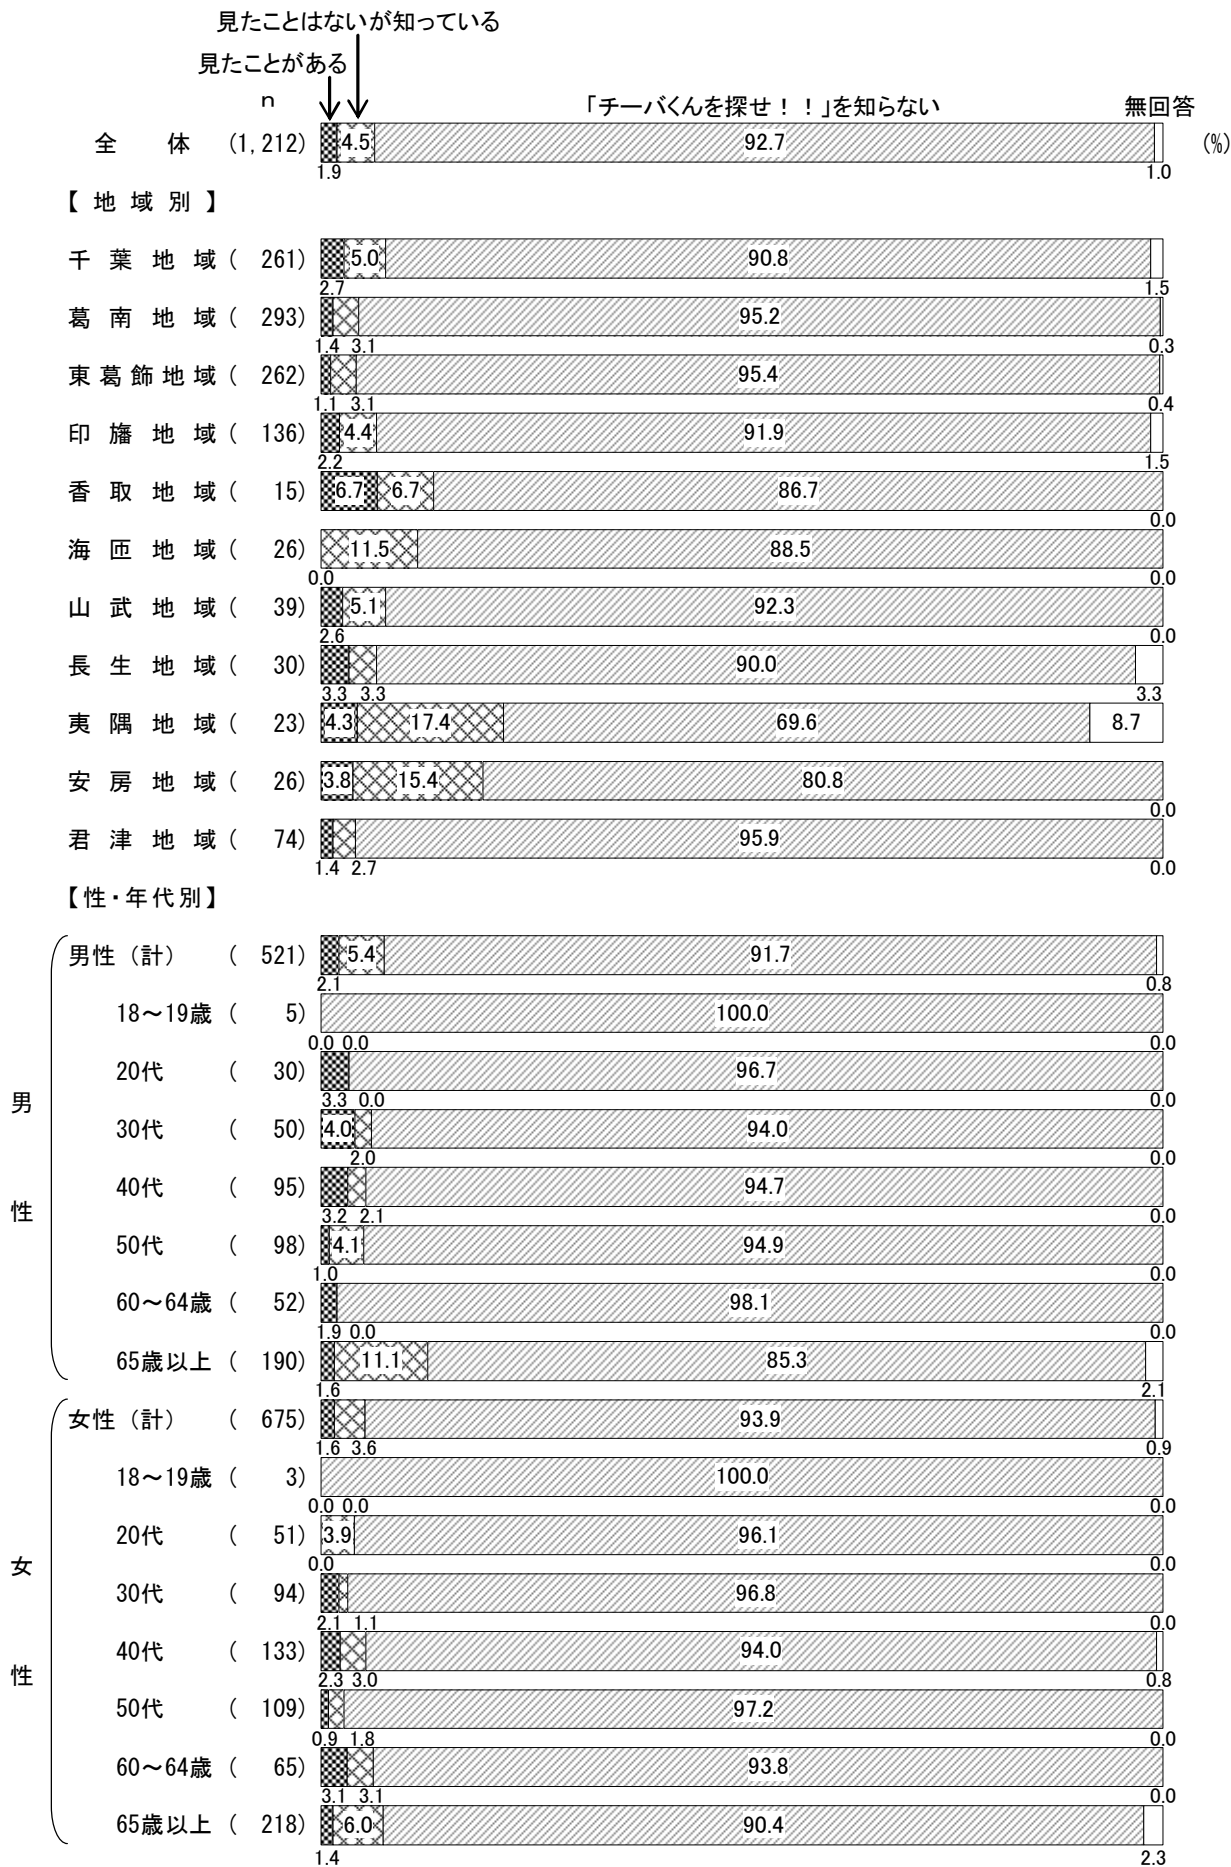 見たことはないが知っている
見たことがある
n 「チーバくんを探せ！！」を知らない 無回答
全体 (1,212) 4.5 92.7 (%)
1.9 1.0
【地域別】
千葉地域 ( 261) 5.0 90.8
2.7 1.5
葛南地域 ( 293) 95.2
1.4 3.1 0.3
東葛飾地域 ( 262) 95.4
1.1 3.1 0.4
印旛地域 ( 136) 4.4 91.9
2.2 1.5
香取地域 ( 15) 6.7 6.7 86.7
0.0
海匝地域 ( 26) 11.5 88.5
0.0 0.0
山武地域 ( 39) 5.1 92.3
2.6 0.0
長生地域 ( 30) 90.0
3.3 3.3 3.3
夷隅地域 ( 23) 4.3 17.4 69.6 8.7
安房地域 ( 26) 3.8 15.4 80.8
0.0
君津地域 ( 74) 95.9
1.4 2.7 0.0
【性・年代別】
男性
男性（計） ( 521) 5.4 91.7
2.1 0.8
18～19歳 ( 5) 100.0
0.0 0.0 0.0
20代 ( 30) 96.7
3.3 0.0 0.0
30代 ( 50) 4.0 94.0
2.0 0.0
40代 ( 95) 94.7
3.2 2.1 0.0
50代 ( 98) 4.1 94.9
1.0 0.0
60～64歳 ( 52) 98.1
1.9 0.0 0.0
65歳以上 ( 190) 11.1 85.3
1.6 2.1
女性
女性（計） ( 675) 93.9
1.6 3.6 0.9
18～19歳 ( 3) 100.0
0.0 0.0 0.0
20代 ( 51) 3.9 96.1
0.0 0.0
30代 ( 94) 96.8
2.1 1.1 0.0
40代 ( 133) 94.0
2.3 3.0 0.8
50代 ( 109) 97.2
0.9 1.8 0.0
60～64歳 ( 65) 93.8
3.1 3.1 0.0
65歳以上 ( 218) 6.0 90.4
1.4 2.3